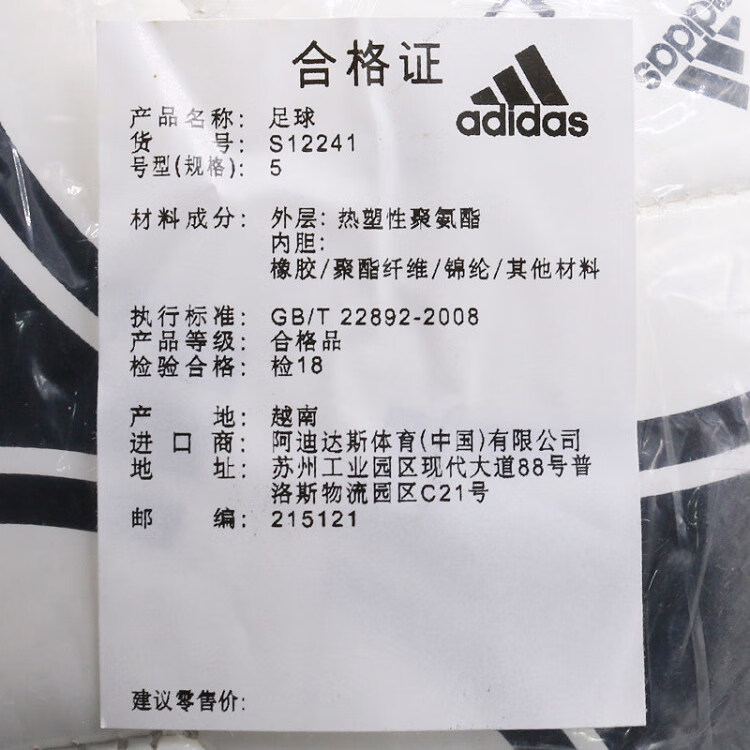 合格证
adidas
adidas
产品名称: 足球
货 号: S12241
号型(规格): 5
材料成分: 外层: 热塑性聚氨酯
内胆:
橡胶/聚酯纤维/锦纶/其他材料
执行标准: GB/T 22892-2008
产品等级: 合格品
检验合格: 检18
产 地: 越南
进口商: 阿迪达斯体育(中国)有限公司
地 址: 苏州工业园区现代大道88号普
洛斯物流园区C21号
邮 编: 215121
建议零售价: